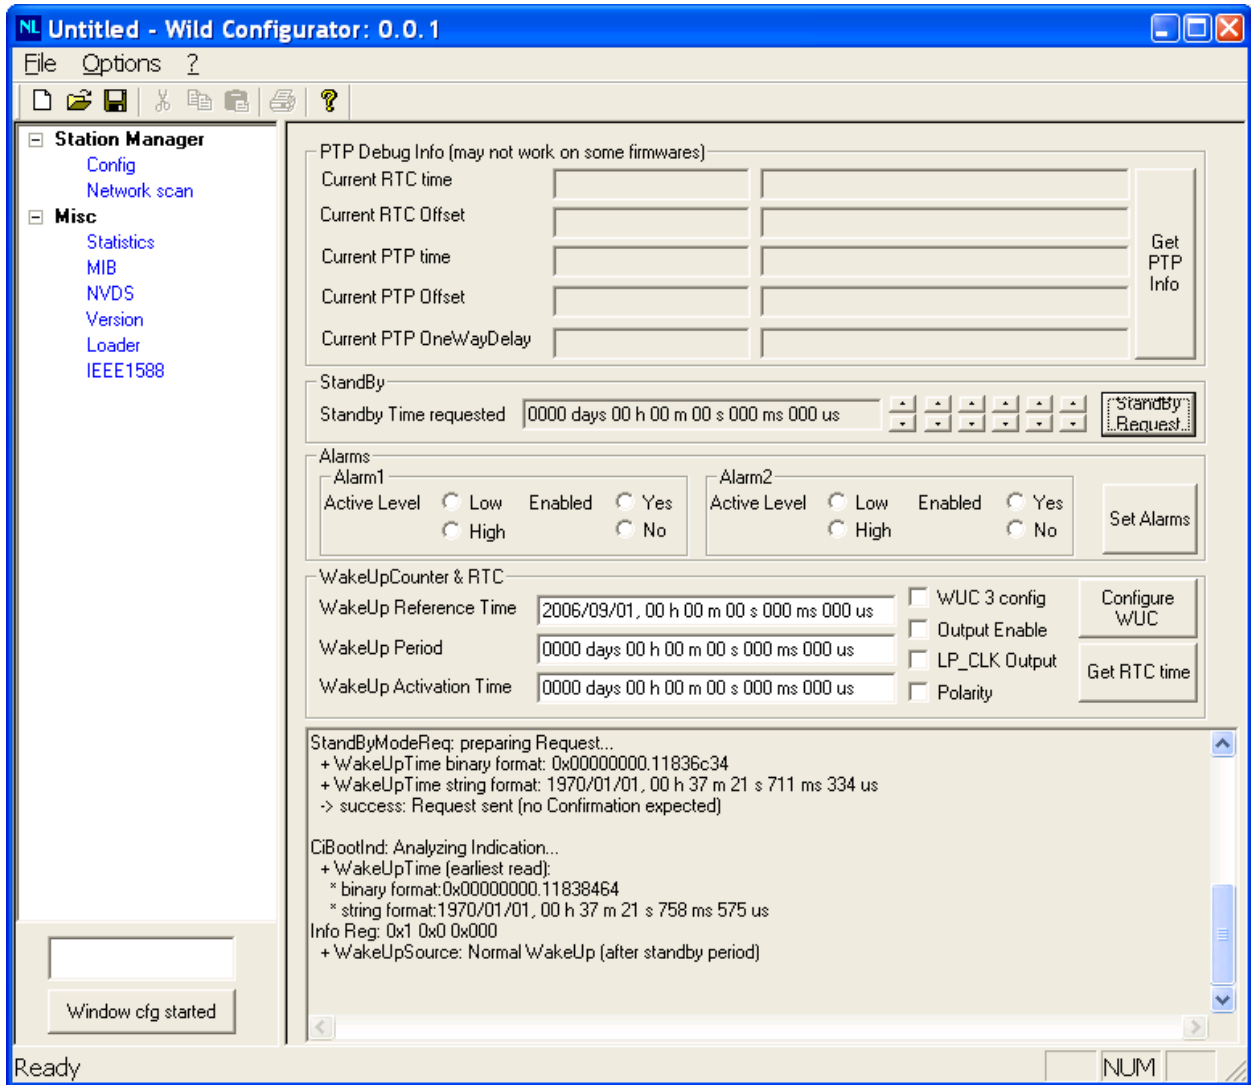 NL Untitled - Wild Configurator: 0.0.1
File Options ?
Station Manager
Config
Network scan
Misc
Statistics
MIB
NVDS
Version
Loader
IEEE1588
Window cfg started
PTP Debug Info (may not work on some firmwares)
Current RTC time
Current RTC Offset
Current PTP time
Current PTP Offset
Current PTP OneWayDelay
Get
PTP
Info
StandBy
Standby Time requested 0000 days 00 h 00 m 00 s 000 ms 000 us
StandBy
Request
Alarms
Alarm1
Active Level Low Enabled Yes
High No
Alarm2
Active Level Low Enabled Yes
High No
Set Alarms
WakeUpCounter & RTC
WakeUp Reference Time 2006/09/01, 00 h 00 m 00 s 000 ms 000 us
WakeUp Period 0000 days 00 h 00 m 00 s 000 ms 000 us
WakeUp Activation Time 0000 days 00 h 00 m 00 s 000 ms 000 us
WUC 3 config
Output Enable
LP_CLK Output
Polarity
Configure
WUC
Get RTC time
StandByModeReq: preparing Request...
+ WakeUpTime binary format: 0x00000000.11836c34
+ WakeUpTime string format: 1970/01/01, 00 h 37 m 21 s 711 ms 334 us
-> success: Request sent (no Confirmation expected)
CiBootInd: Analyzing Indication...
+ WakeUpTime (earliest read):
* binary format:0x00000000.11838464
* string format:1970/01/01, 00 h 37 m 21 s 758 ms 575 us
Info Reg: 0x1 0x0 0x000
+ WakeUpSource: Normal WakeUp (after standby period)
Ready
NUM